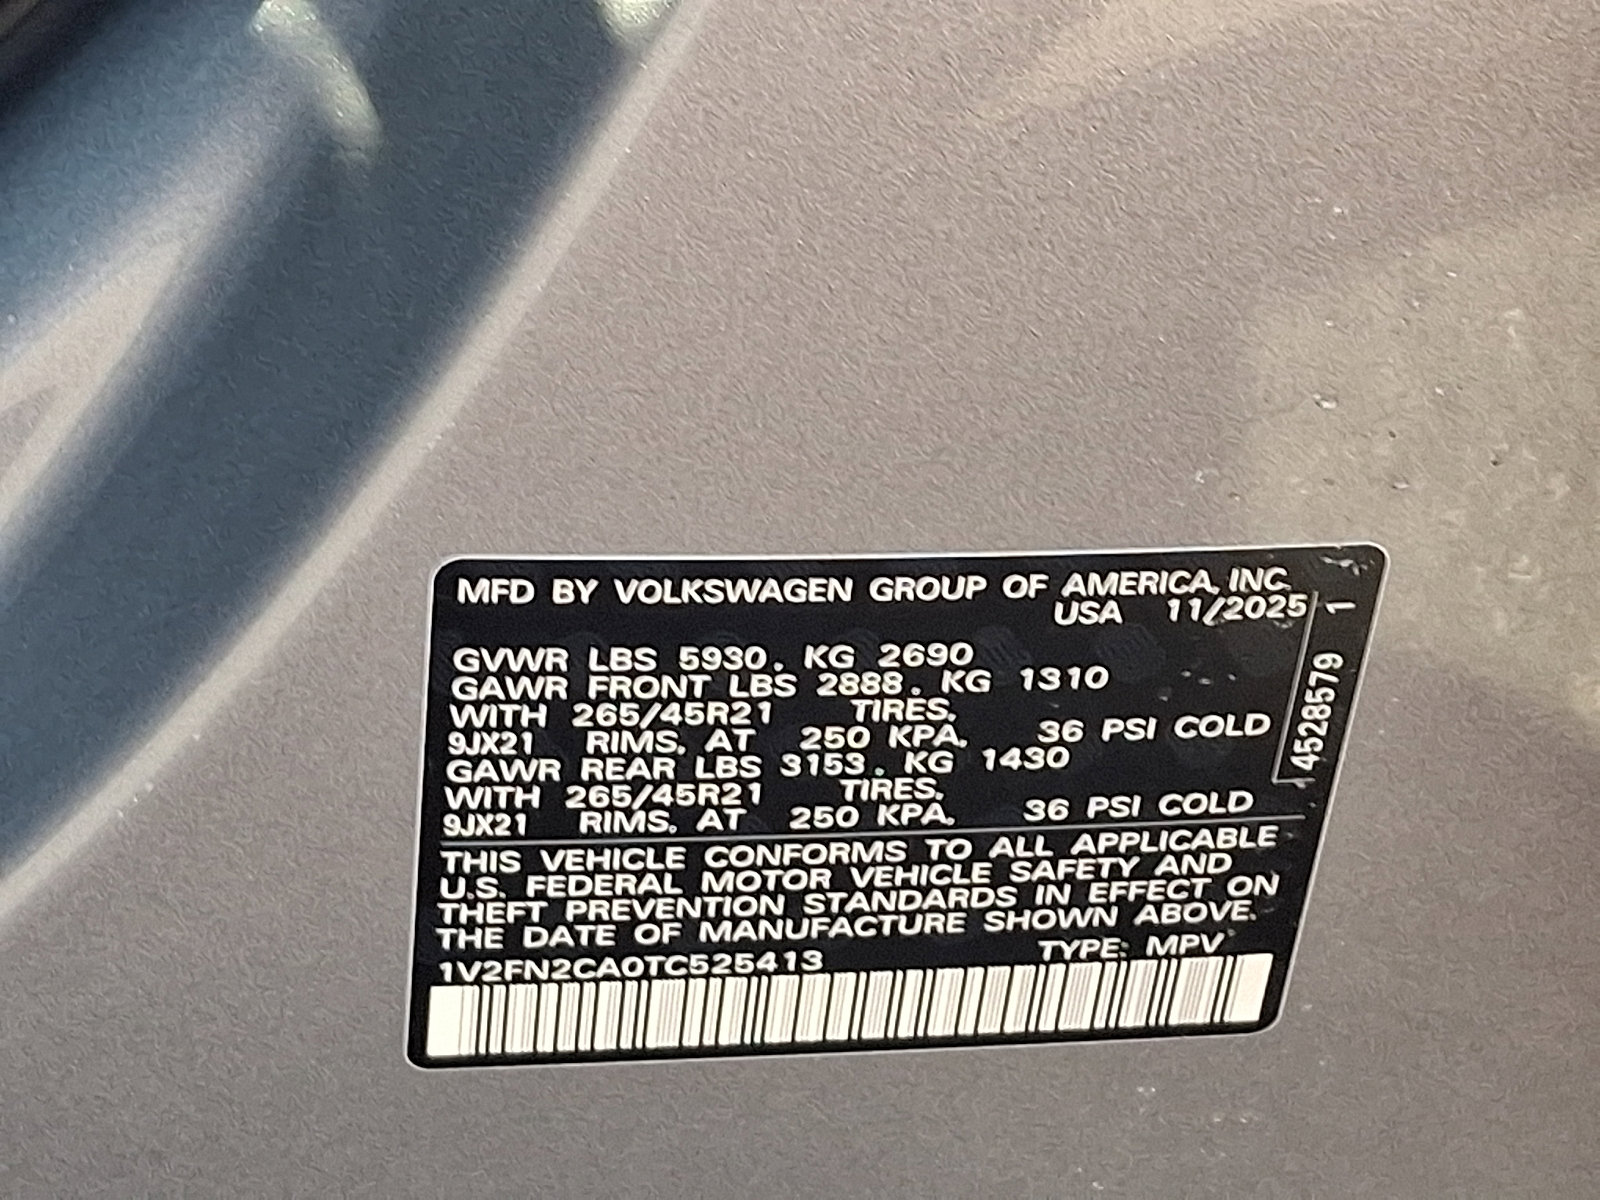 MFD BY VOLKSWAGEN GROUP OF AMERICA, INC.
USA 11/2025
GVWR LBS 5930. KG 2690
GAWR FRONT LBS 2888. KG 1310
WITH 265/45R21 TIRES.
9JX21 RIMS. AT 250 KPA. 36 PSI COLD
GAWR REAR LBS 3153. KG 1430
WITH 265/45R21 TIRES.
9JX21 RIMS. AT 250 KPA. 36 PSI COLD
4528579 1
THIS VEHICLE CONFORMS TO ALL APPLICABLE
U.S. FEDERAL MOTOR VEHICLE SAFETY AND
THEFT PREVENTION STANDARDS IN EFFECT ON
THE DATE OF MANUFACTURE SHOWN ABOVE.
TYPE: MPV
1V2FN2CA0TC525413